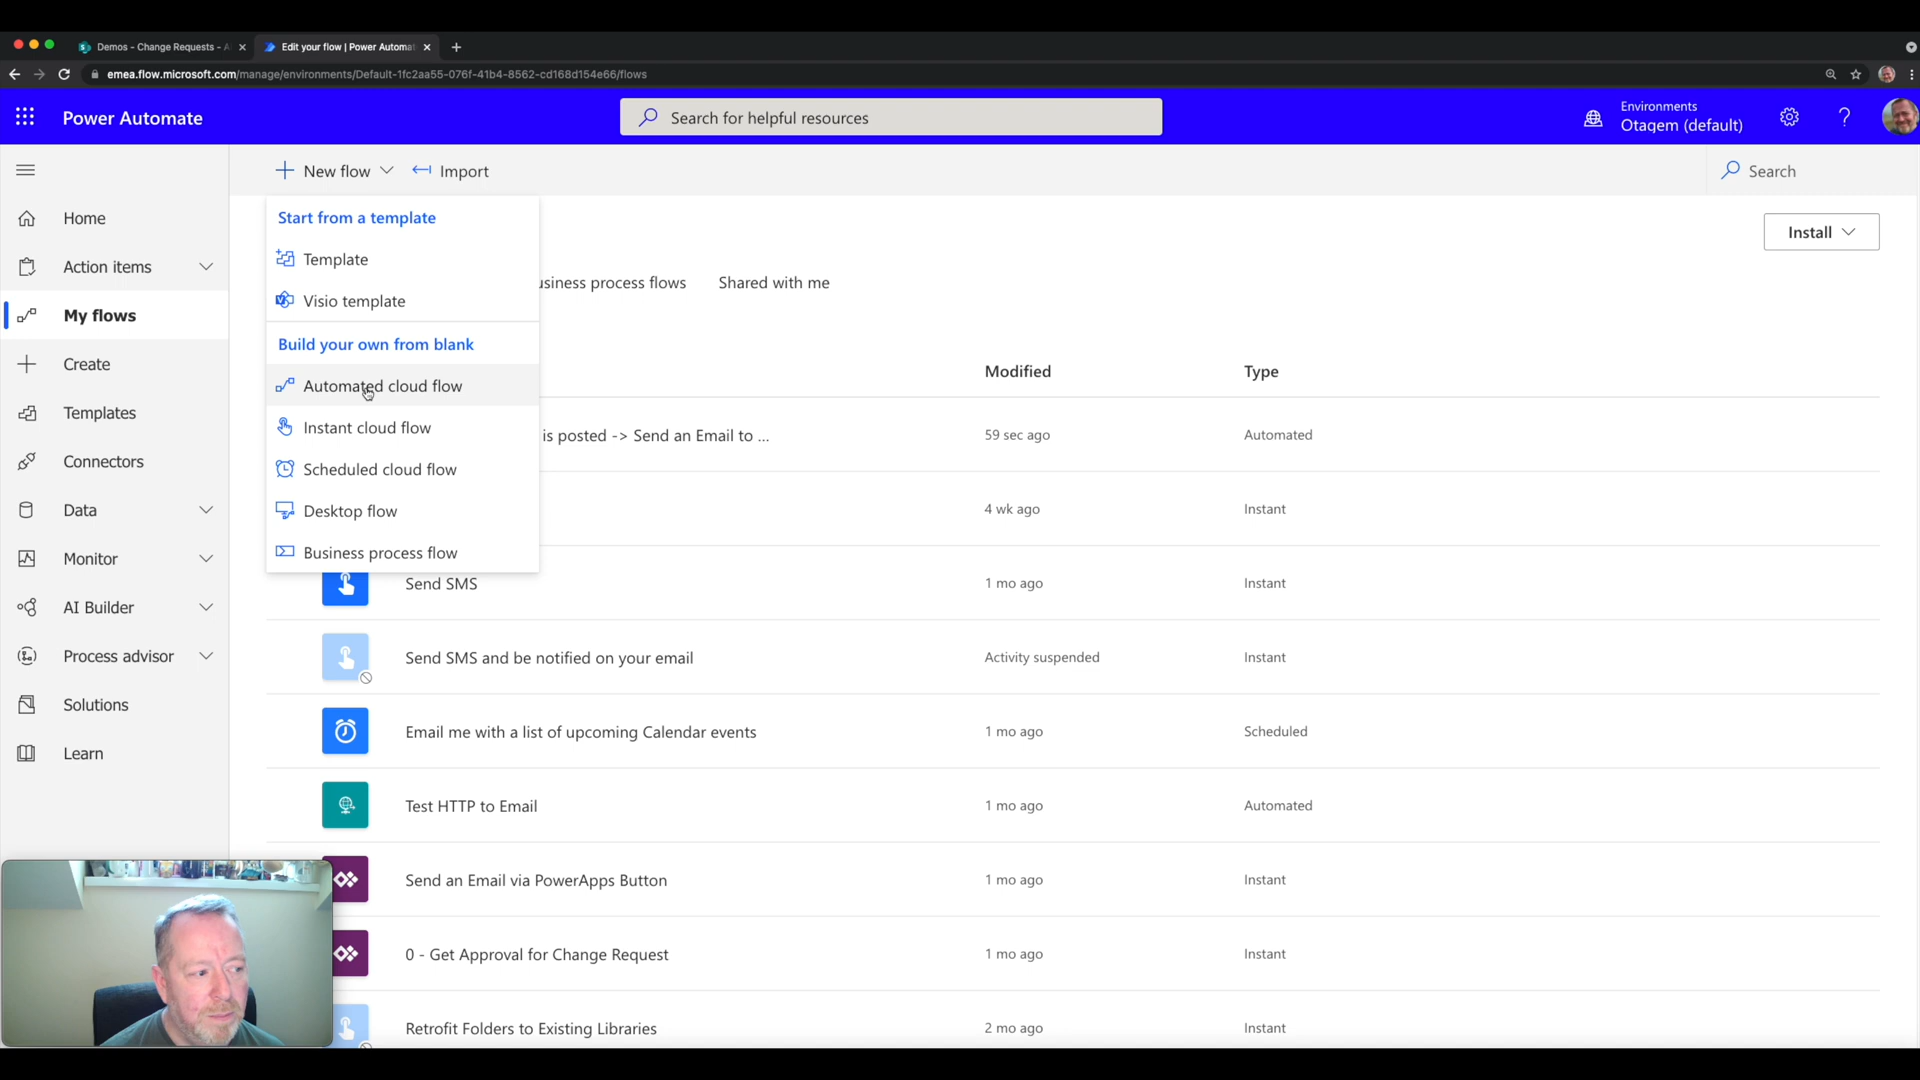 Demos - Change Requests - A
Edit your flow | Power Automa
emea.flow.microsoft.com/manage/environments/Default-1fc2aa55-076f-41b4-8562-cd168d154e66/flows
Power Automate
Search for helpful resources
Environments
Otagem (default)
New flow
Import
Search
Home
Action items
My flows
Create
Templates
Connectors
Data
Monitor
AI Builder
Process advisor
Solutions
Learn
Start from a template
Template
Visio template
Build your own from blank
Automated cloud flow
Instant cloud flow
Scheduled cloud flow
Desktop flow
Business process flow
Install
usiness process flows
Shared with me
Modified
Type
is posted -> Send an Email to ...
59 sec ago
Automated
4 wk ago
Instant
Send SMS
1 mo ago
Instant
Send SMS and be notified on your email
Activity suspended
Instant
Email me with a list of upcoming Calendar events
1 mo ago
Scheduled
Test HTTP to Email
1 mo ago
Automated
Send an Email via PowerApps Button
1 mo ago
Instant
0 - Get Approval for Change Request
1 mo ago
Instant
Retrofit Folders to Existing Libraries
2 mo ago
Instant